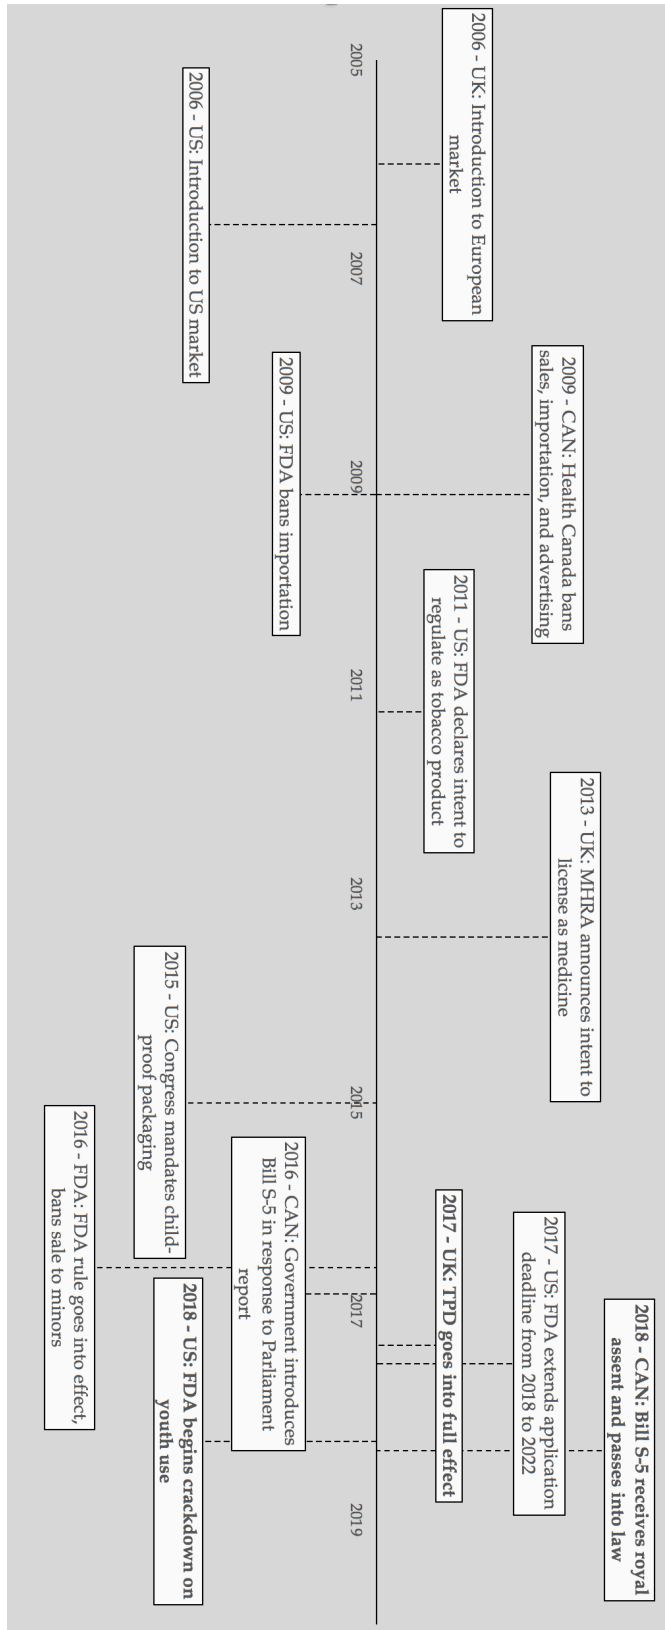 2006 - UK: Introduction to European
market
2009 - CAN: Health Canada bans
sales, importation, and advertising
2011 - US: FDA declares intent to
regulate as tobacco product
2013 - UK: MHRA announces intent to
license as medicine
2017 - UK: TPD goes into full effect
2017 - US: FDA extends application
deadline from 2018 to 2022
2018 - CAN: Bill S-5 receives royal
assent and passes into law
2005
2007
2009
2011
2013
2015
2017
2019
2006 - US: Introduction to US market
2009 - US: FDA bans importation
2015 - US: Congress mandates child-
proof packaging
2016 - CAN: Government introduces
Bill S-5 in response to Parliament
report
2016 - FDA: FDA rule goes into effect,
bans sale to minors
2018 - US: FDA begins crackdown on
youth use